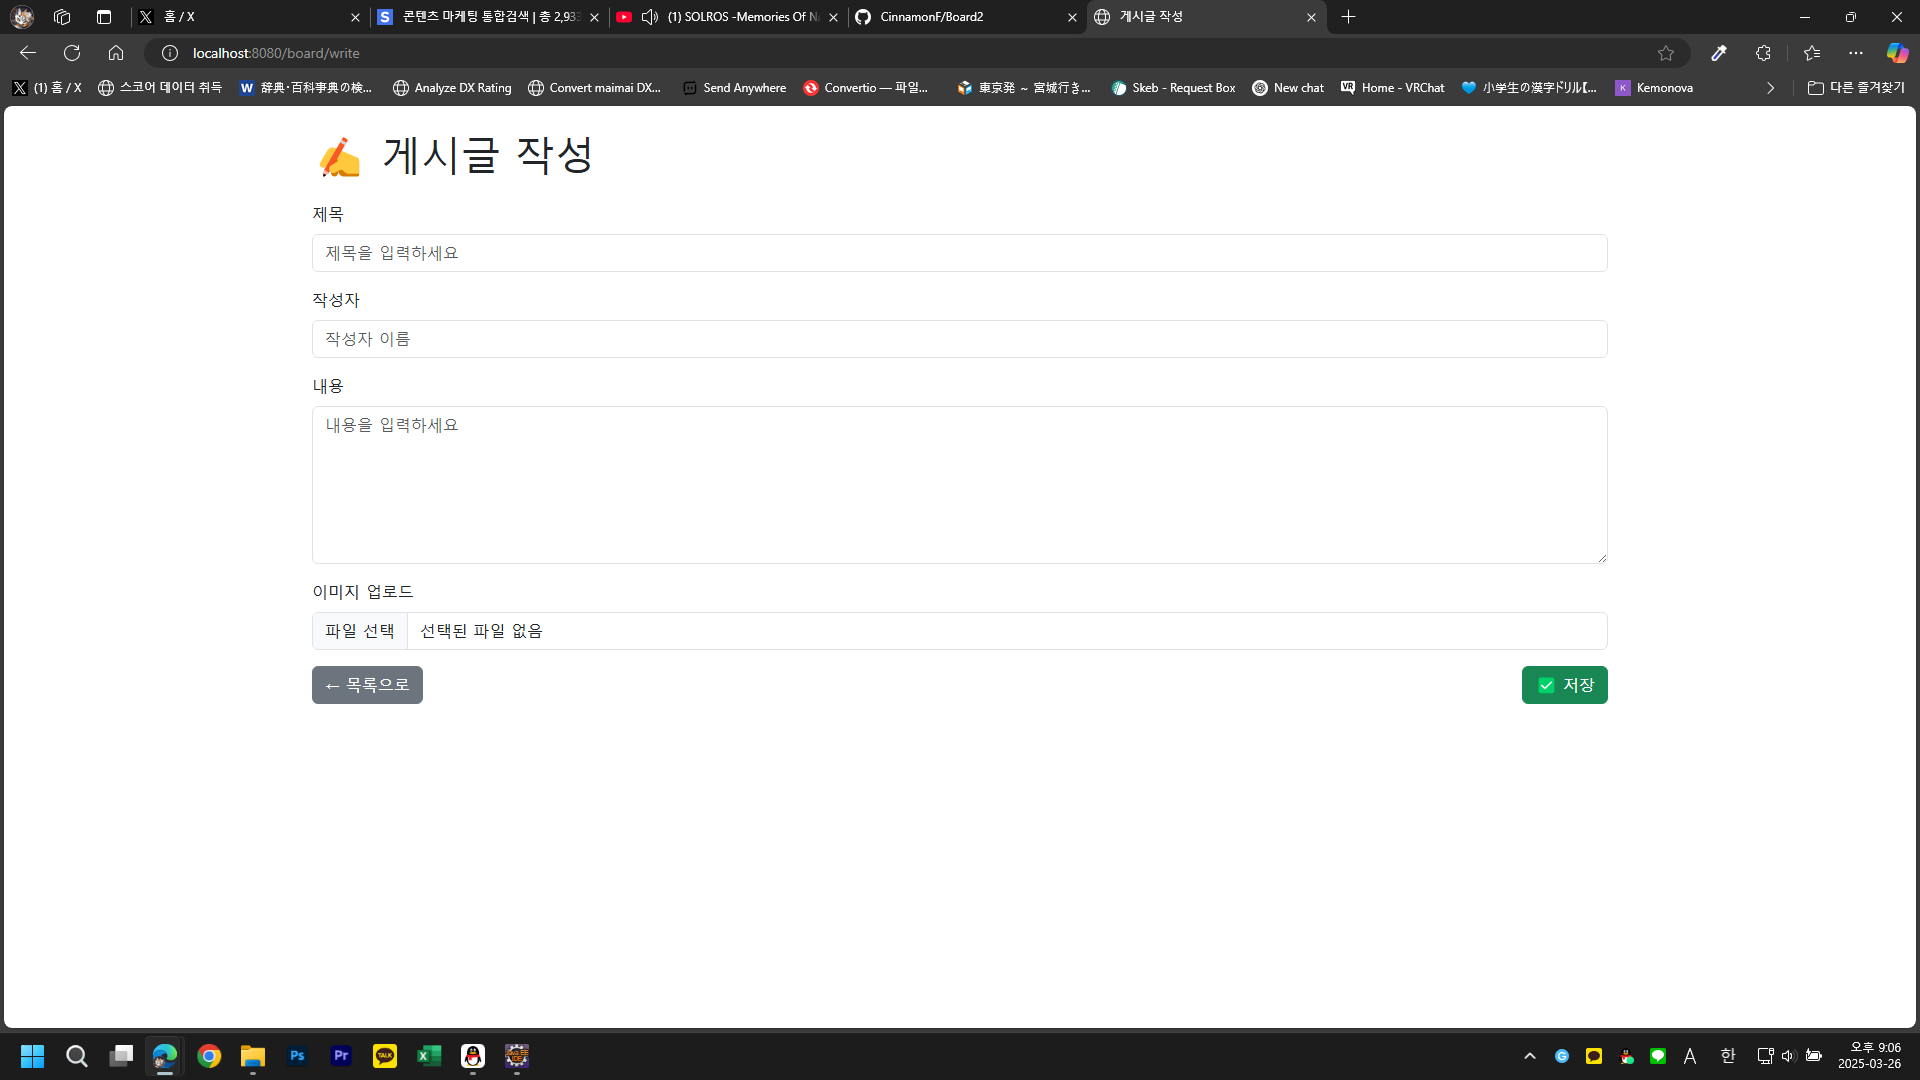 홈 / X
콘텐츠 마케팅 통합검색 | 총 2,933
(1) SOLROS -Memories Of N
CinnamonF/Board2
게시글 작성
localhost:8080/board/write
(1) 홈 / X
스코어 데이터 취득
辞典・百科事典の検...
Analyze DX Rating
Convert maimai DX...
Send Anywhere
Convertio — 파일...
東京発 ~ 宮城行き...
Skeb - Request Box
New chat
Home - VRChat
小学生の漢字ドリル【...
Kemonova
다른 즐겨찾기
게시글 작성
제목
제목을 입력하세요
작성자
작성자 이름
내용
내용을 입력하세요
이미지 업로드
파일 선택 선택된 파일 없음
← 목록으로
저장
Ps
Pr
TALK
Java EE
IDE
A
한
오후 9:06
2025-03-26